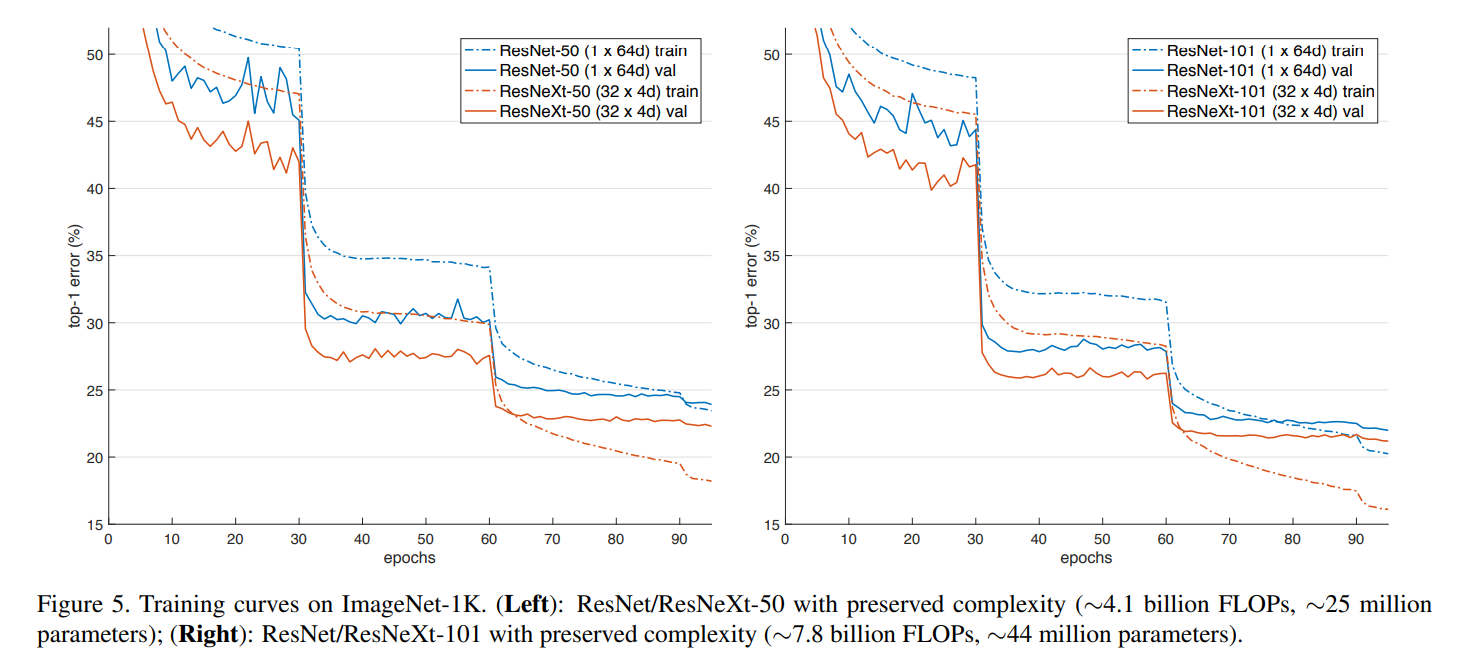 top-1 error (%)
50
45
40
35
30
25
20
15
0 10 20 30 40 50 60 70 80 90
epochs
ResNet-50 (1 x 64d) train
ResNet-50 (1 x 64d) val
ResNeXt-50 (32 x 4d) train
ResNeXt-50 (32 x 4d) val
top-1 error (%)
50
45
40
35
30
25
20
15
0 10 20 30 40 50 60 70 80 90
epochs
ResNet-101 (1 x 64d) train
ResNet-101 (1 x 64d) val
ResNeXt-101 (32 x 4d) train
ResNeXt-101 (32 x 4d) val
Figure 5. Training curves on ImageNet-1K. (Left): ResNet/ResNeXt-50 with preserved complexity (∼4.1 billion FLOPs, ∼25 million
parameters); (Right): ResNet/ResNeXt-101 with preserved complexity (∼7.8 billion FLOPs, ∼44 million parameters).